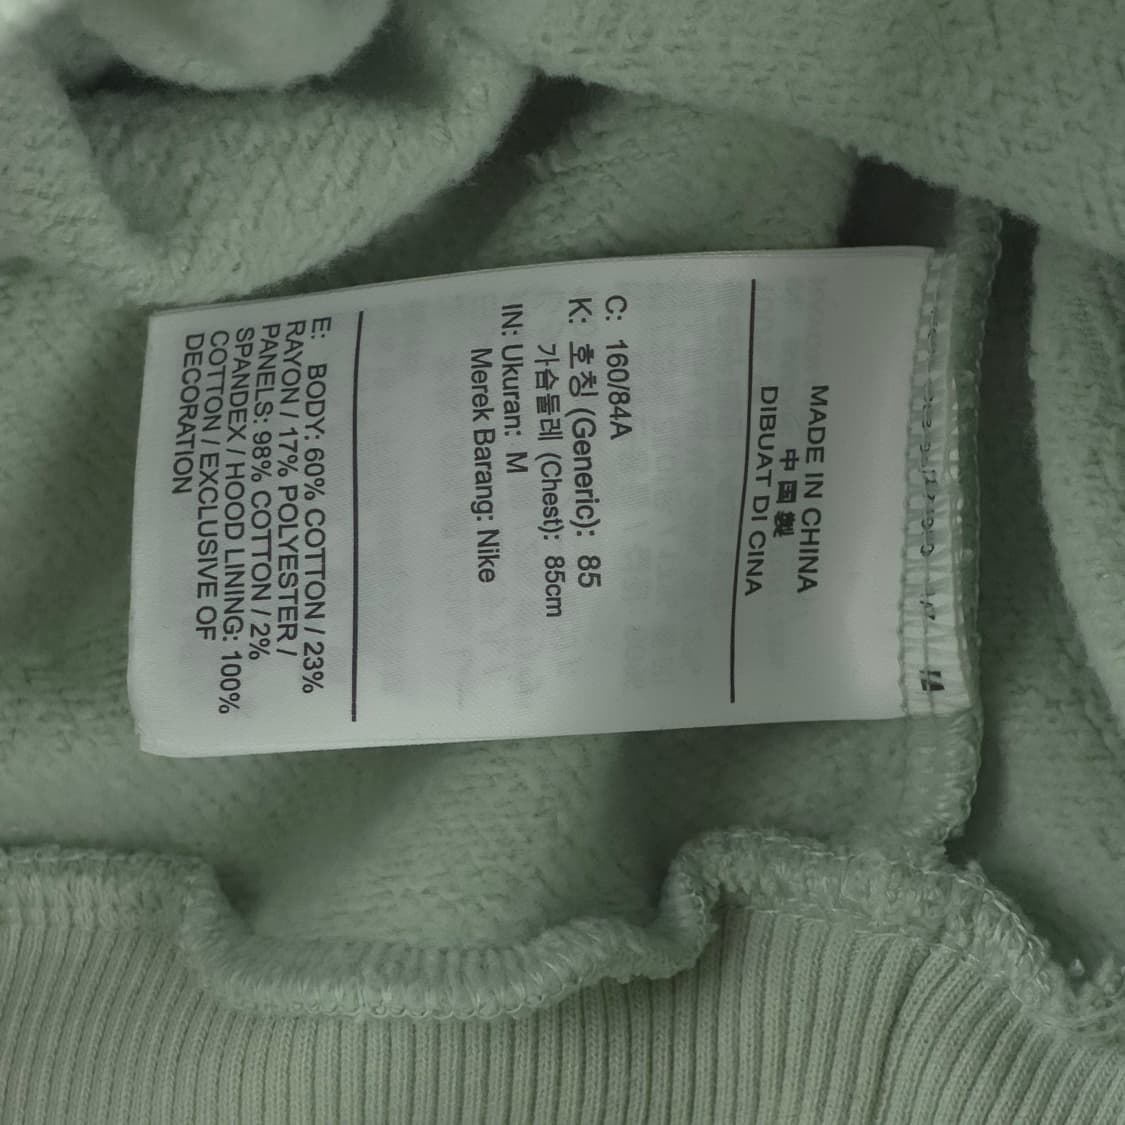 MADE IN CHINA
中国製
DIBUAT DI CINA
C: 160/84A
K: 호칭 (Generic): 85
가슴둘레 (Chest): 85cm
IN: Ukuran: M
Merek Barang: Nike
E: BODY: 60% COTTON / 23%
RAYON / 17% POLYESTER /
PANELS: 98% COTTON / 2%
SPANDEX / HOOD LINING: 100%
COTTON / EXCLUSIVE OF
DECORATION